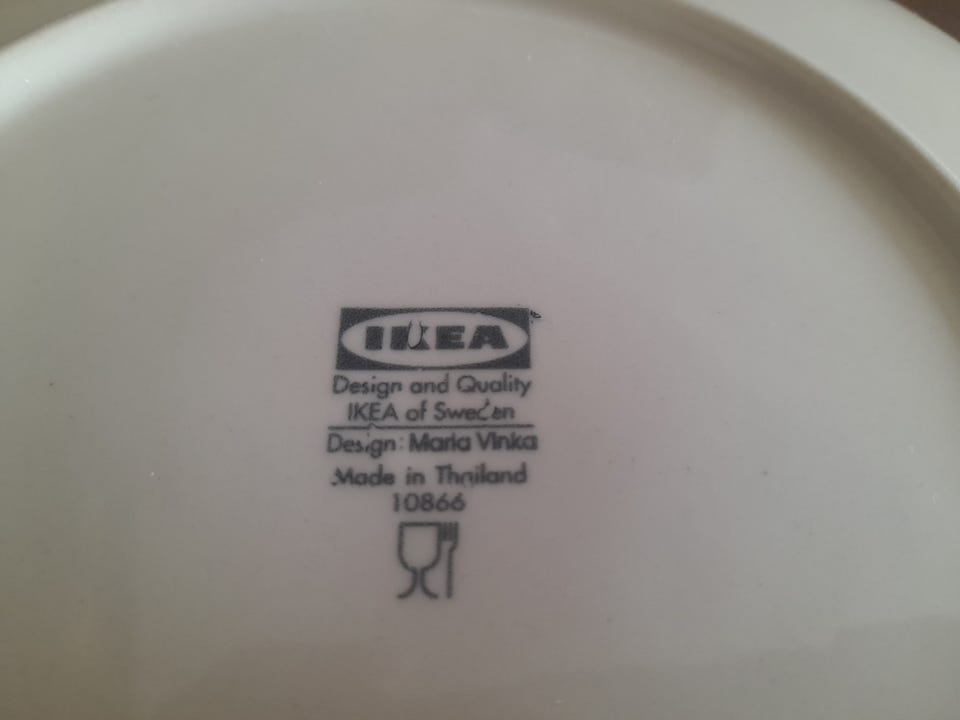 IKEA
Design and Quality
IKEA of Sweden
Design: Maria Vinka
Made in Thailand
10866